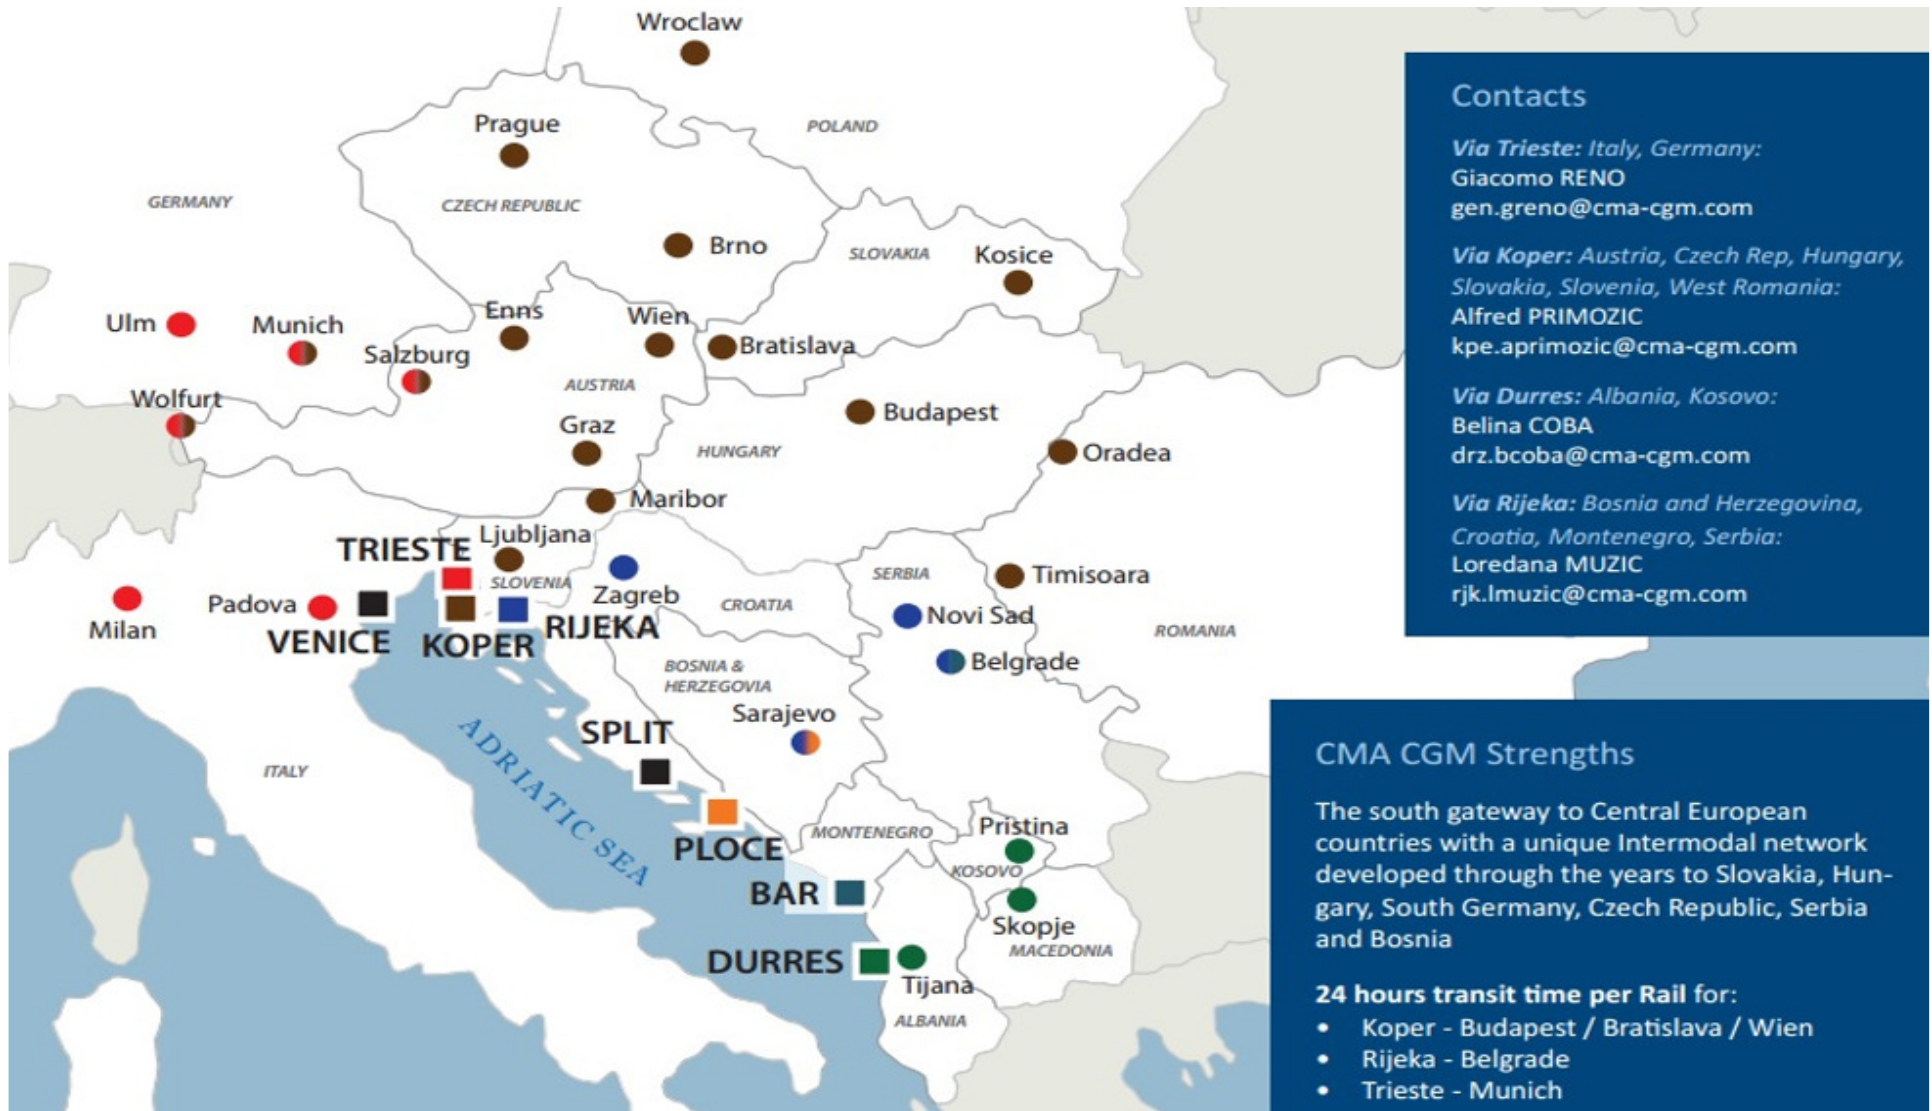 Wroclaw
Prague
POLAND
GERMANY
CZECH REPUBLIC
Brno
SLOVAKIA
Kosice
Ulm
Munich
Enns
Wien
Salzburg
Bratislava
AUSTRIA
Wolfurt
Budapest
Graz
HUNGARY
Oradea
Maribor
Ljubljana
TRIESTE
SLOVENIA
SERBIA
Timisoara
Zagreb
CROATIA
Padova
Milan
Novi Sad
VENICE
KOPER
RIJEKA
ROMANIA
BOSNIA &
HERZEGOVIA
Belgrade
Sarajevo
SPLIT
ADRIATIC SEA
ITALY
PLOCE
MONTENEGRO
Pristina
KOSOVO
BAR
Skopje
MACEDONIA
DURRES
Tijana
ALBANIA
Contacts
Via Trieste: Italy, Germany:
Giacomo RENO
gen.greno@cma-cgm.com
Via Koper: Austria, Czech Rep, Hungary,
Slovakia, Slovenia, West Romania:
Alfred PRIMOZIC
kpe.aprimozic@cma-cgm.com
Via Durres: Albania, Kosovo:
Belina COBA
drz.bcoba@cma-cgm.com
Via Rijeka: Bosnia and Herzegovina,
Croatia, Montenegro, Serbia:
Loredana MUZIC
rjk.lmuzic@cma-cgm.com
CMA CGM Strengths
The south gateway to Central European
countries with a unique Intermodal network
developed through the years to Slovakia, Hun-
gary, South Germany, Czech Republic, Serbia
and Bosnia
24 hours transit time per Rail for:
• Koper - Budapest / Bratislava / Wien
• Rijeka - Belgrade
• Trieste - Munich